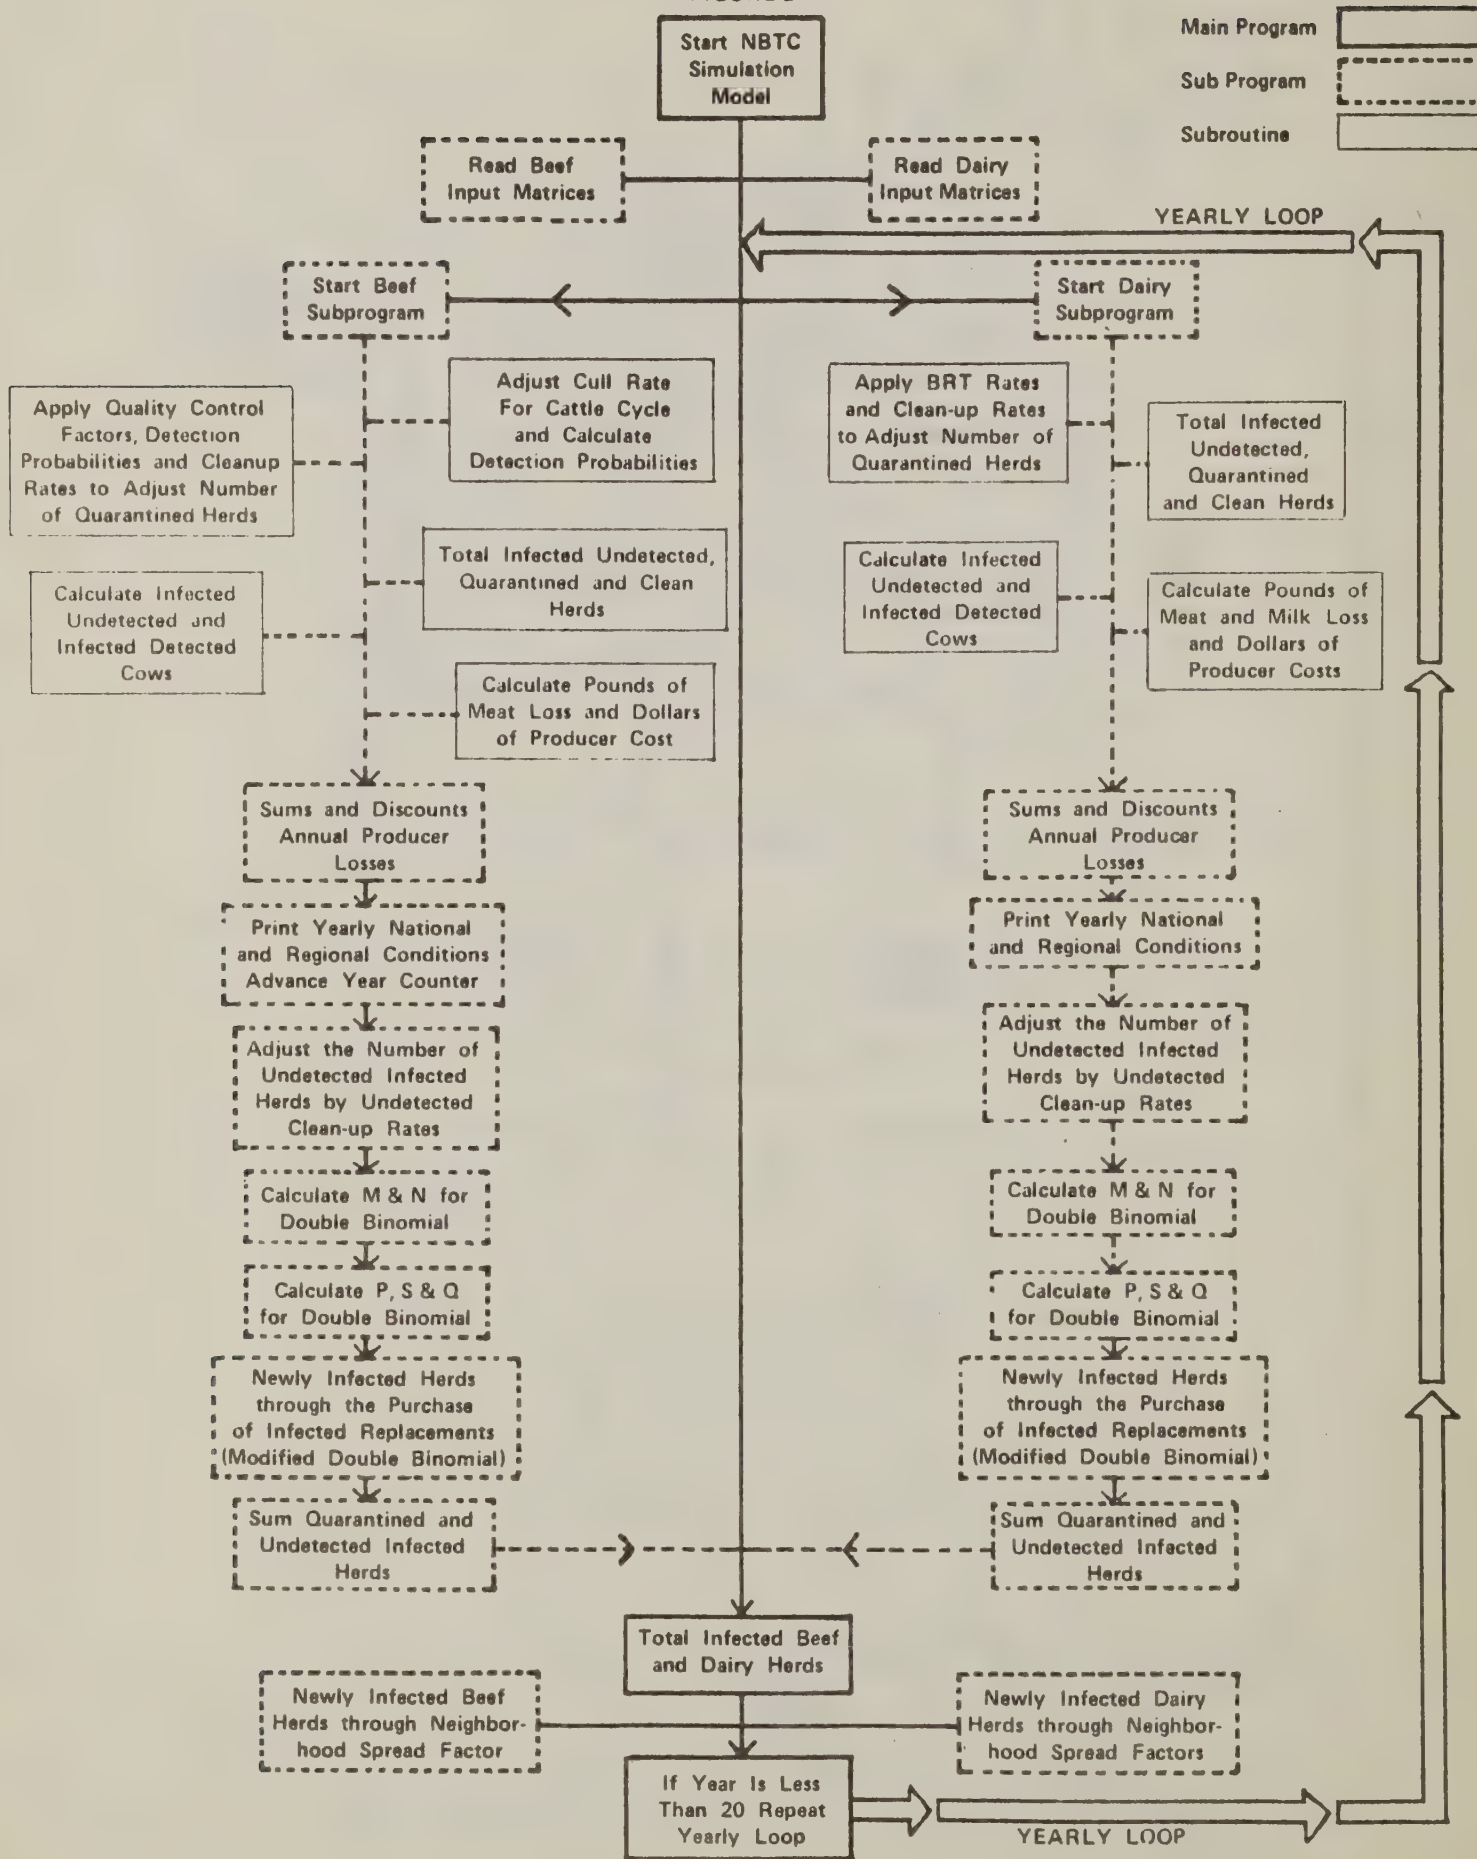 Start NBTC
Simulation
Model
Main Program
Sub Program
Subroutine
Read Beef
Input Matrices
Read Dairy
Input Matrices
YEARLY LOOP
Start Beef
Subprogram
Start Dairy
Subprogram
Apply Quality Control
Factors, Detection
Probabilities and Cleanup
Rates to Adjust Number
of Quarantined Herds
Adjust Cull Rate
For Cattle Cycle
and Calculate
Detection Probabilities
Apply BRT Rates
and Clean-up Rates
to Adjust Number of
Quarantined Herds
Total Infected
Undetected,
Quarantined
and Clean Herds
Total Infected Undetected,
Quarantined and Clean
Herds
Calculate Infected
Undetected and
Infected Detected
Cows
Calculate Infected
Undetected and
Infected Detected
Cows
Calculate Pounds of
Meat and Milk Loss
and Dollars of
Producer Costs
Calculate Pounds of
Meat Loss and Dollars
of Producer Cost
Sums and Discounts
Annual Producer
Losses
Sums and Discounts
Annual Producer
Losses
Print Yearly National
and Regional Conditions
Advance Year Counter
Print Yearly National
and Regional Conditions
Adjust the Number of
Undetected Infected
Herds by Undetected
Clean-up Rates
Adjust the Number of
Undetected Infected
Herds by Undetected
Clean-up Rates
Calculate M & N for
Double Binomial
Calculate M & N for
Double Binomial
Calculate P, S & Q
for Double Binomial
Calculate P, S & Q
for Double Binomial
Newly Infected Herds
through the Purchase
of Infected Replacements
(Modified Double Binomial)
Newly Infected Herds
through the Purchase
of Infected Replacements
(Modified Double Binomial)
Sum Quarantined and
Undetected Infected
Herds
Sum Quarantined and
Undetected Infected
Herds
Total Infected Beef
and Dairy Herds
Newly Infected Beef
Herds through Neighbor-
hood Spread Factor
Newly Infected Dairy
Herds through Neighbor-
hood Spread Factors
If Year Is Less
Than 20 Repeat
Yearly Loop
YEARLY LOOP